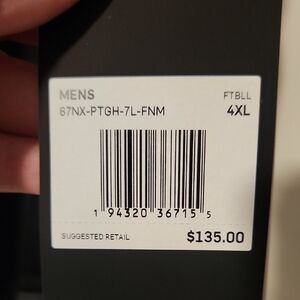 MENS FTBLL
67NX-PTGH-7L-FNM 4XL
1 94320 36715 5
SUGGESTED RETAIL $135.00